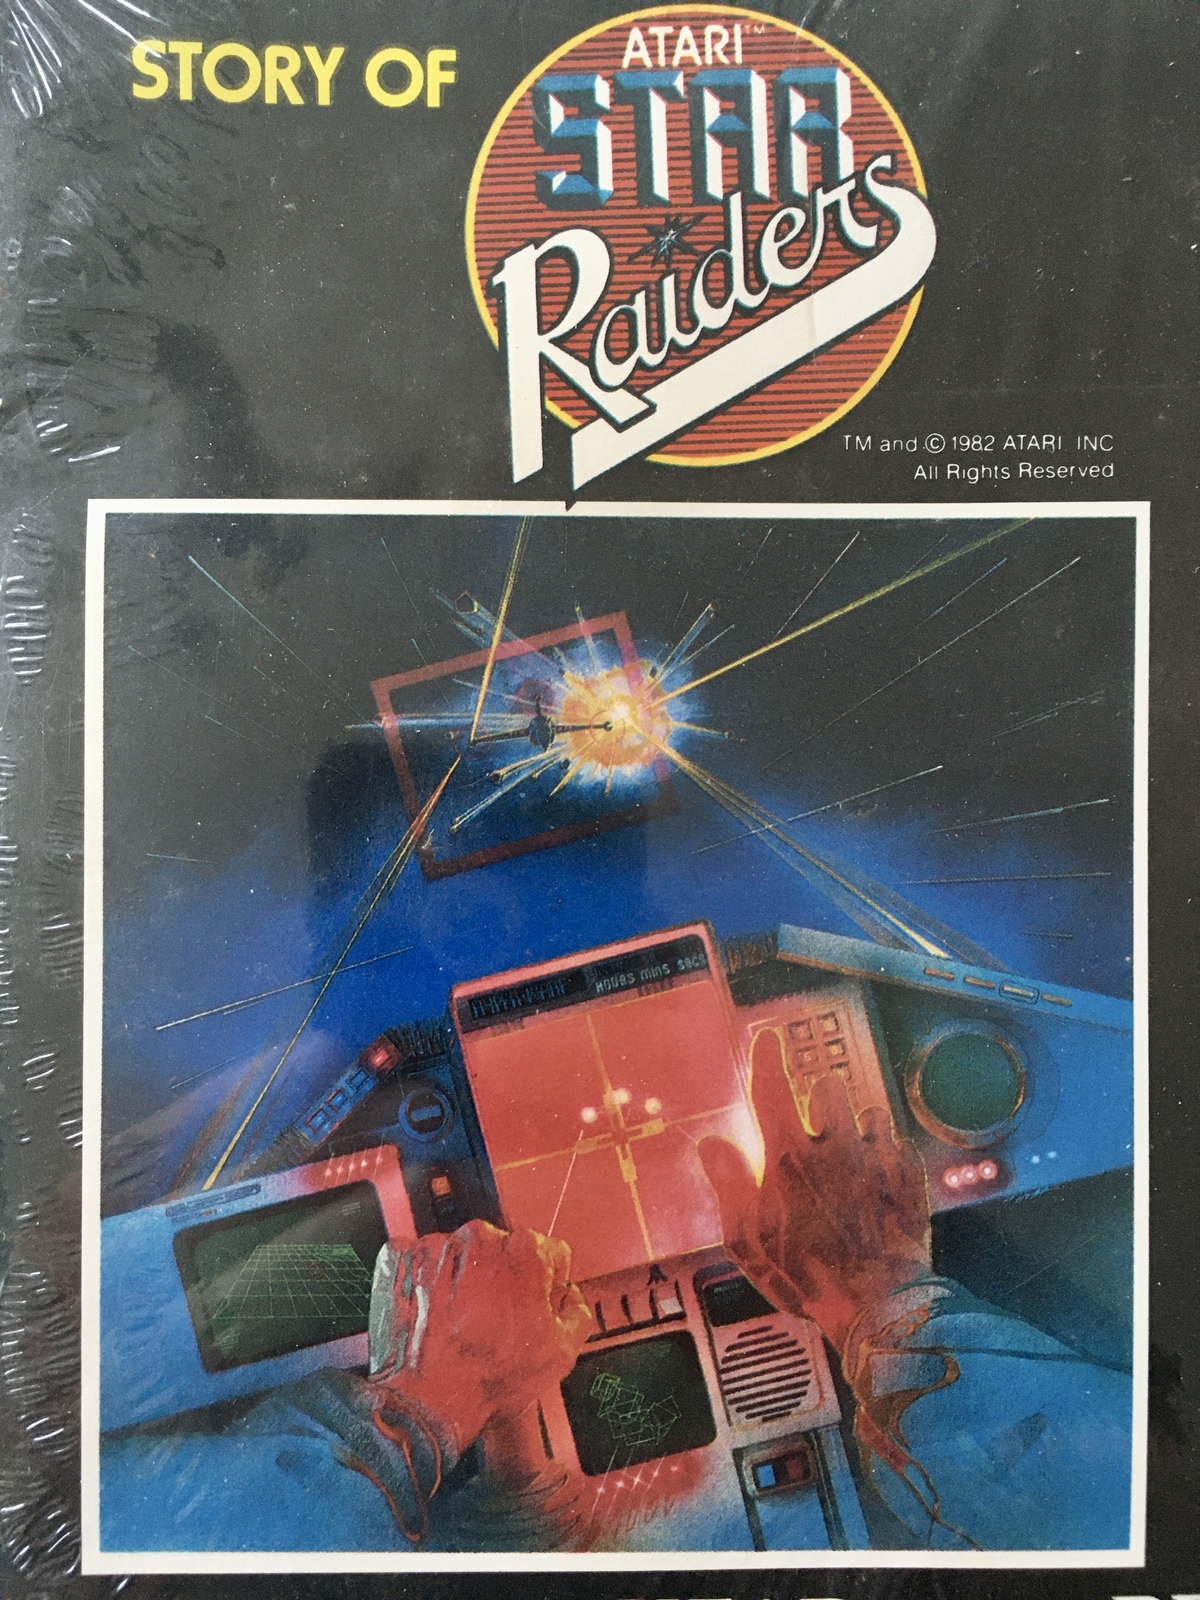 STORY OF
ATARI™
STAR
Raiders
TM and © 1982 ATARI, INC
All Rights Reserved
HOURS MINS SECS